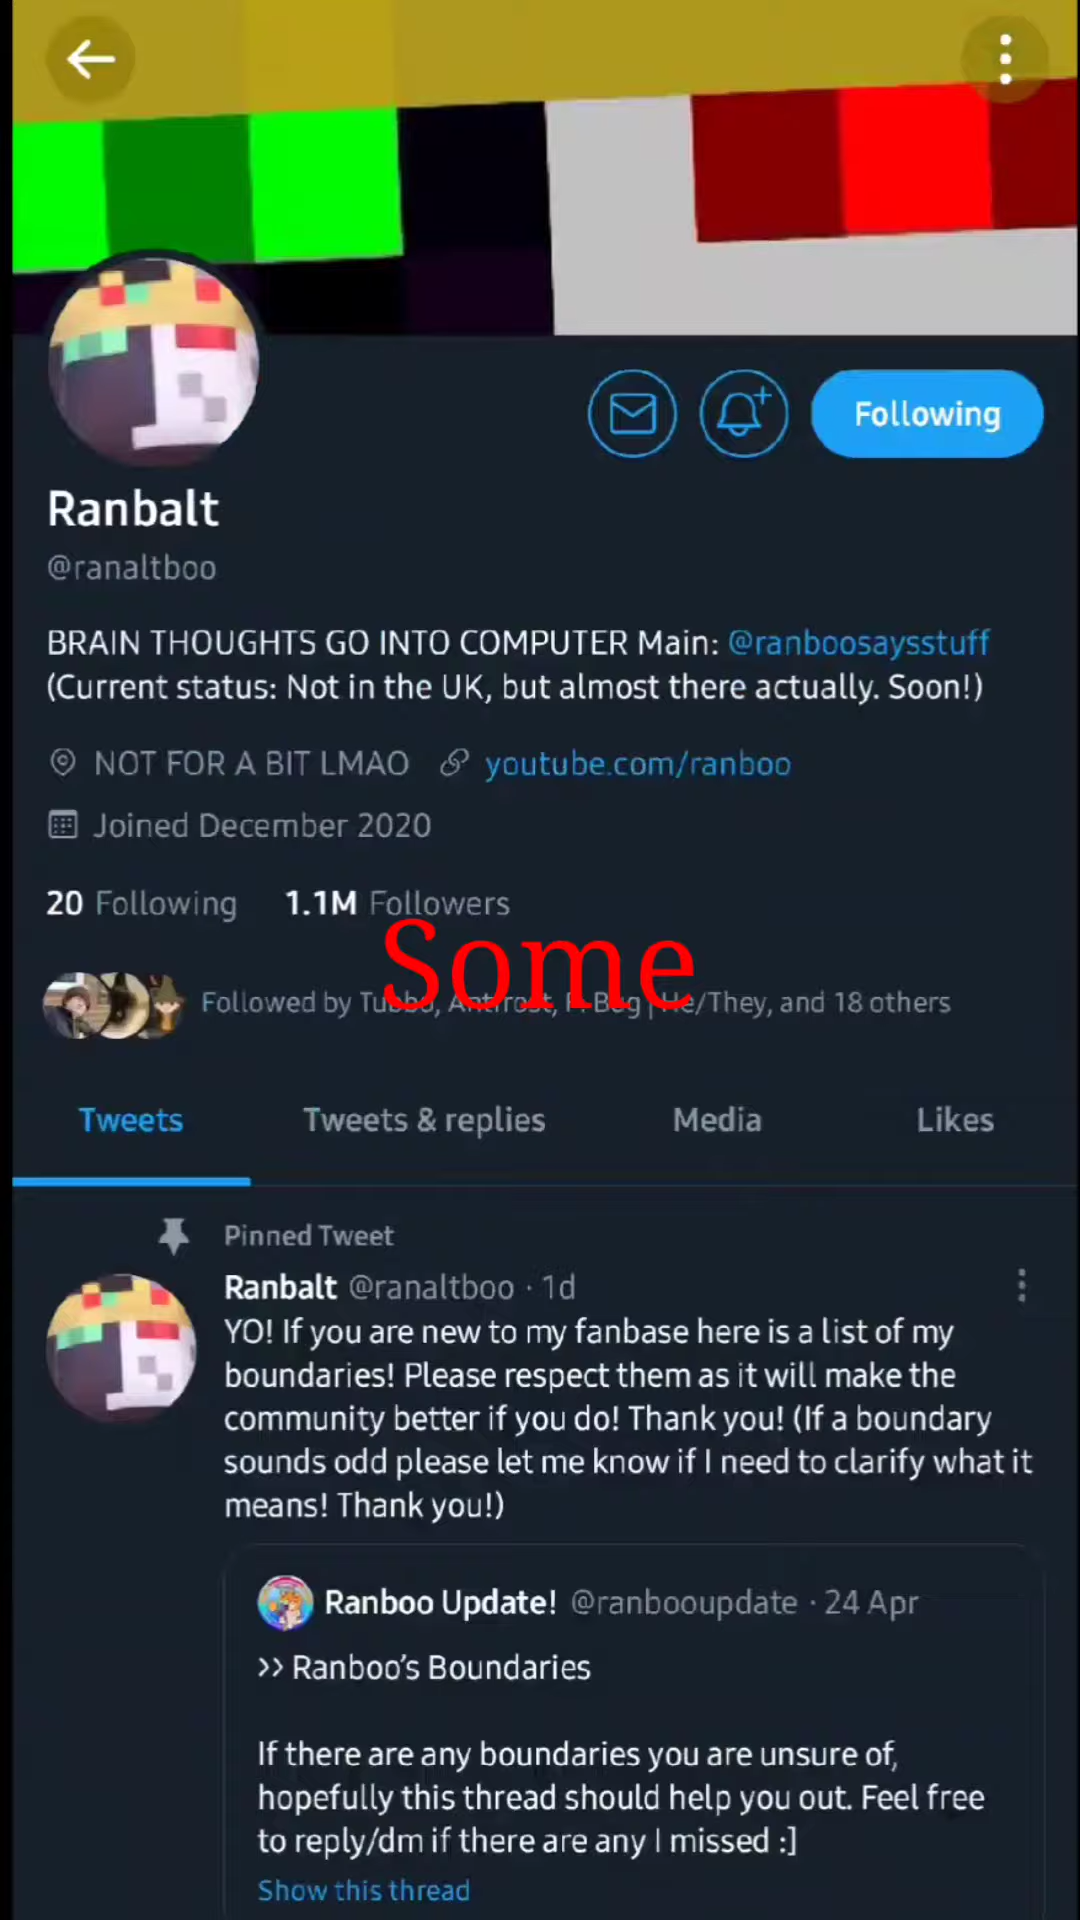 Following
Ranbalt
@ranaltboo
BRAIN THOUGHTS GO INTO COMPUTER Main: @ranboosaysstuff
(Current status: Not in the UK, but almost there actually. Soon!)
NOT FOR A BIT LMAO youtube.com/ranboo
Joined December 2020
20 Following 1.1M Followers
Some
Followed by Tubbo, Antifrost, Bug | He/They, and 18 others
Tweets Tweets & replies Media Likes
Pinned Tweet
Ranbalt @ranaltboo · 1d
YO! If you are new to my fanbase here is a list of my
boundaries! Please respect them as it will make the
community better if you do! Thank you! (If a boundary
sounds odd please let me know if I need to clarify what it
means! Thank you!)
Ranboo Update! @ranbooupdate · 24 Apr
>> Ranboo's Boundaries
If there are any boundaries you are unsure of,
hopefully this thread should help you out. Feel free
to reply/dm if there are any I missed :]
Show this thread